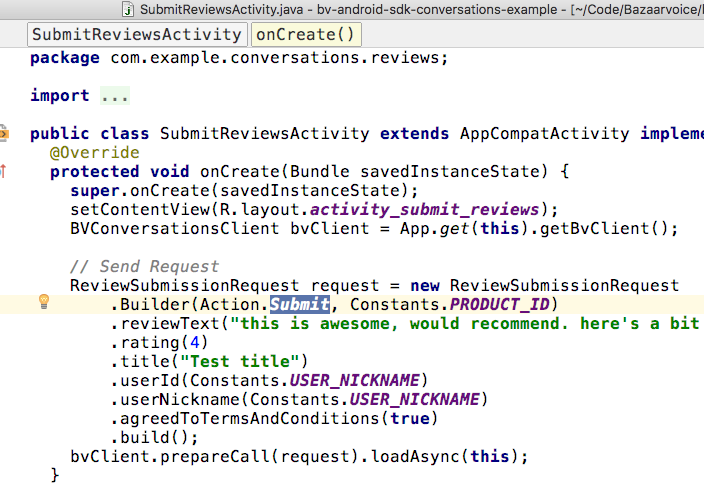 SubmitReviewsActivity.java - bv-android-sdk-conversations-example - [~/Code/Bazaarvoice/
SubmitReviewsActivity onCreate()
package com.example.conversations.reviews;
import ...
public class SubmitReviewsActivity extends AppCompatActivity impleme
@Override
protected void onCreate(Bundle savedInstanceState) {
super.onCreate(savedInstanceState);
setContentView(R.layout.activity_submit_reviews);
BVConversationsClient bvClient = App.get(this).getBvClient();
// Send Request
ReviewSubmissionRequest request = new ReviewSubmissionRequest
.Builder(Action.Submit, Constants.PRODUCT_ID)
.reviewText("this is awesome, would recommend. here's a bit
.rating(4)
.title("Test title")
.userId(Constants.USER_NICKNAME)
.userNickname(Constants.USER_NICKNAME)
.agreedToTermsAndConditions(true)
.build();
bvClient.prepareCall(request).loadAsync(this);
}